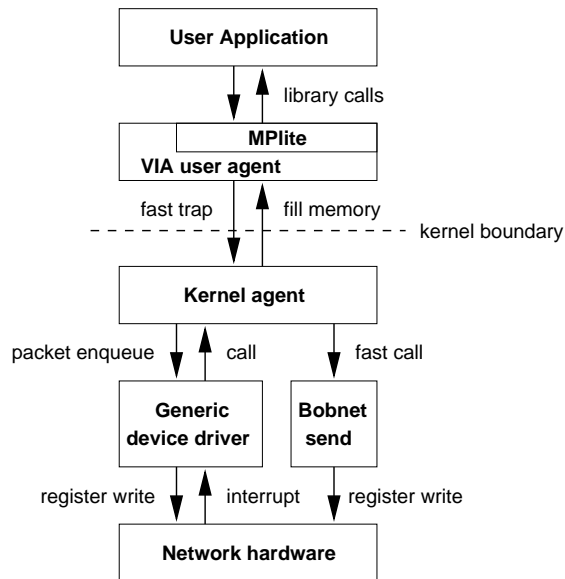 User Application
library calls
MPlite
VIA user agent
fast trap
fill memory
kernel boundary
Kernel agent
packet enqueue
call
fast call
Generic
device driver
Bobnet
send
register write
interrupt
register write
Network hardware